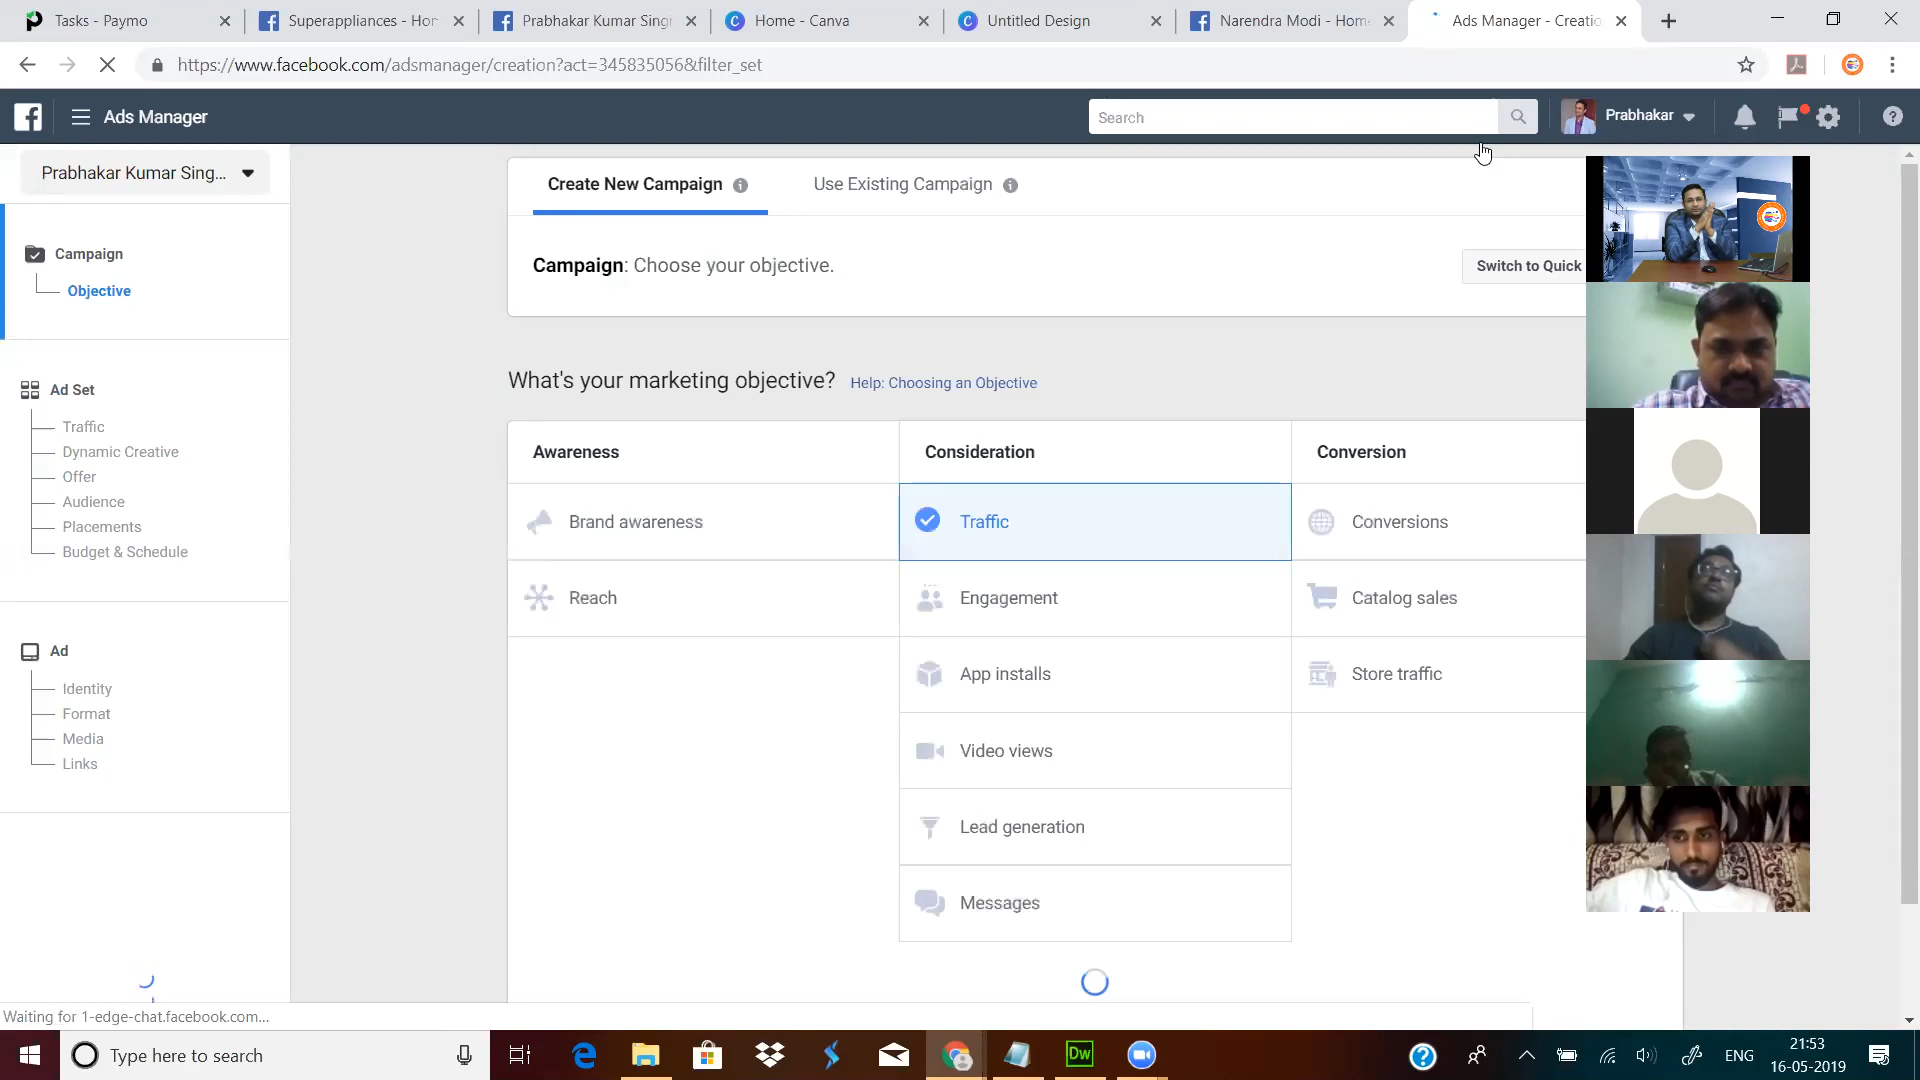 Tasks - Paymo
Superappliances - Hor
Prabhakar Kumar Sing
Home - Canva
Untitled Design
Narendra Modi - Hom
Ads Manager - Creatio
https://www.facebook.com/adsmanager/creation?act=345835056&filter_set
Ads Manager
Search
Prabhakar
Prabhakar Kumar Sing...
Create New Campaign
Use Existing Campaign
Campaign: Choose your objective.
Switch to Quick
Campaign
Objective
Ad Set
Traffic
Dynamic Creative
Offer
Audience
Placements
Budget & Schedule
Ad
Identity
Format
Media
Links
What's your marketing objective? Help: Choosing an Objective
Awareness
Consideration
Conversion
Brand awareness
Traffic
Conversions
Reach
Engagement
Catalog sales
App installs
Store traffic
Video views
Lead generation
Messages
Waiting for 1-edge-chat.facebook.com...
Type here to search
Dw
ENG
21:53
16-05-2019